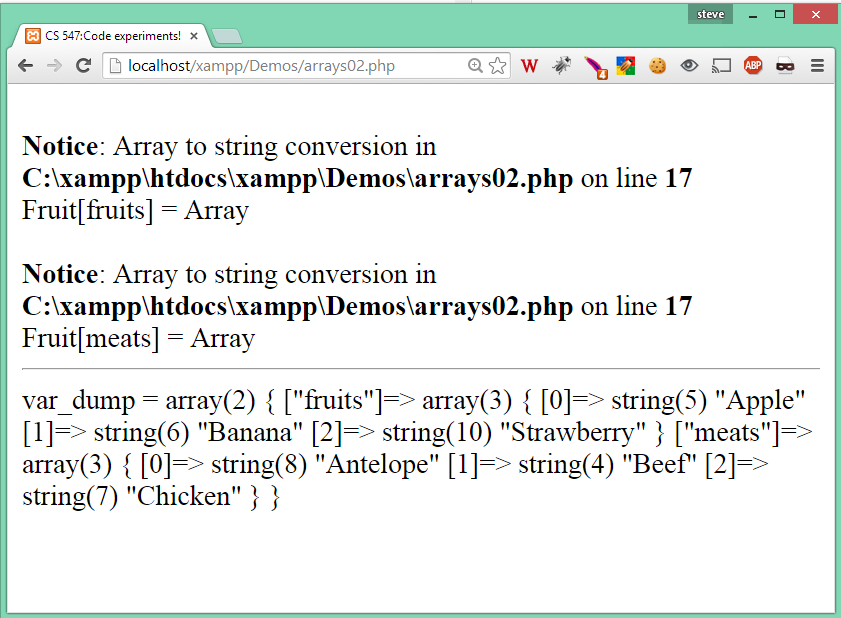 steve
CS 547:Code experiments!
localhost/xampp/Demos/arrays02.php
W
4
ABP
Notice: Array to string conversion in
C:\xampp\htdocs\xampp\Demos\arrays02.php on line 17
Fruit[fruits] = Array
Notice: Array to string conversion in
C:\xampp\htdocs\xampp\Demos\arrays02.php on line 17
Fruit[meats] = Array
var_dump = array(2) { ["fruits"]=> array(3) { [0]=> string(5) "Apple"
[1]=> string(6) "Banana" [2]=> string(10) "Strawberry" } ["meats"]=>
array(3) { [0]=> string(8) "Antelope" [1]=> string(4) "Beef" [2]=>
string(7) "Chicken" } }